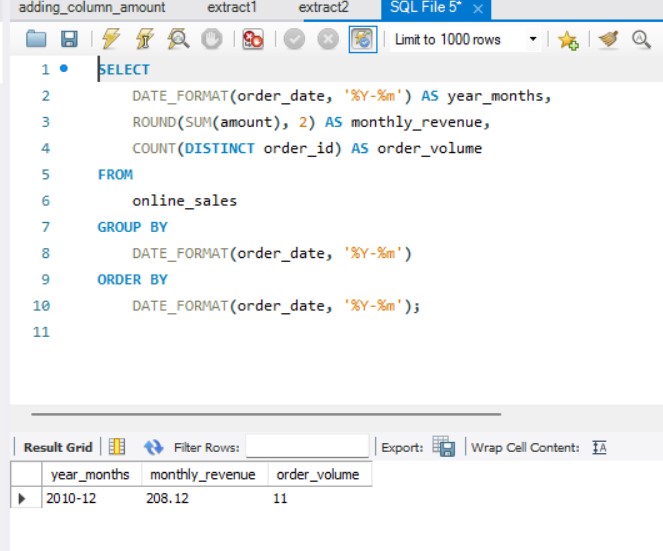 adding_column_amount extract1 extract2 SQL File 5*
Limit to 1000 rows
1 SELECT
2 DATE_FORMAT(order_date, '%Y-%m') AS year_months,
3 ROUND(SUM(amount), 2) AS monthly_revenue,
4 COUNT(DISTINCT order_id) AS order_volume
5 FROM
6 online_sales
7 GROUP BY
8 DATE_FORMAT(order_date, '%Y-%m')
9 ORDER BY
10 DATE_FORMAT(order_date, '%Y-%m');
11
Result Grid Filter Rows: Export: Wrap Cell Content:
year_months monthly_revenue order_volume
2010-12 208.12 11